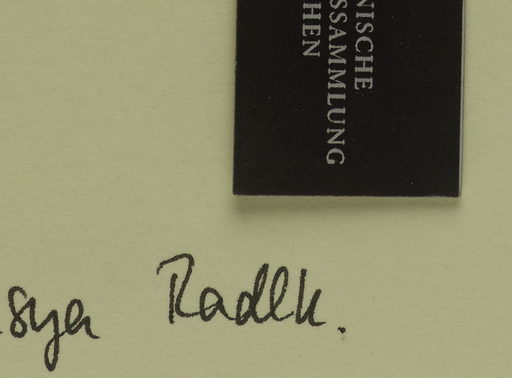 NISCHE
SSAMMLUNG
HEN
sya Radlk.